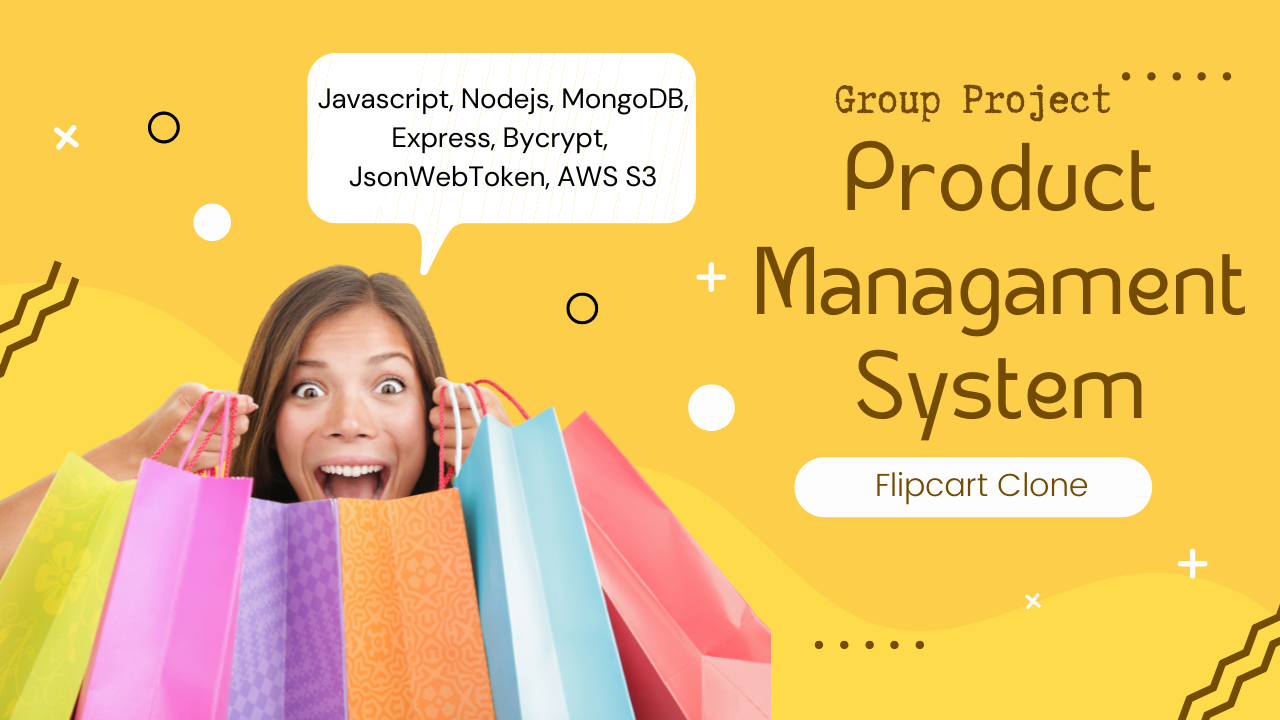 Javascript, Nodejs, MongoDB,
Express, Bycrypt,
JsonWebToken, AWS S3
Group Project
Product
Managament
System
Flipcart Clone